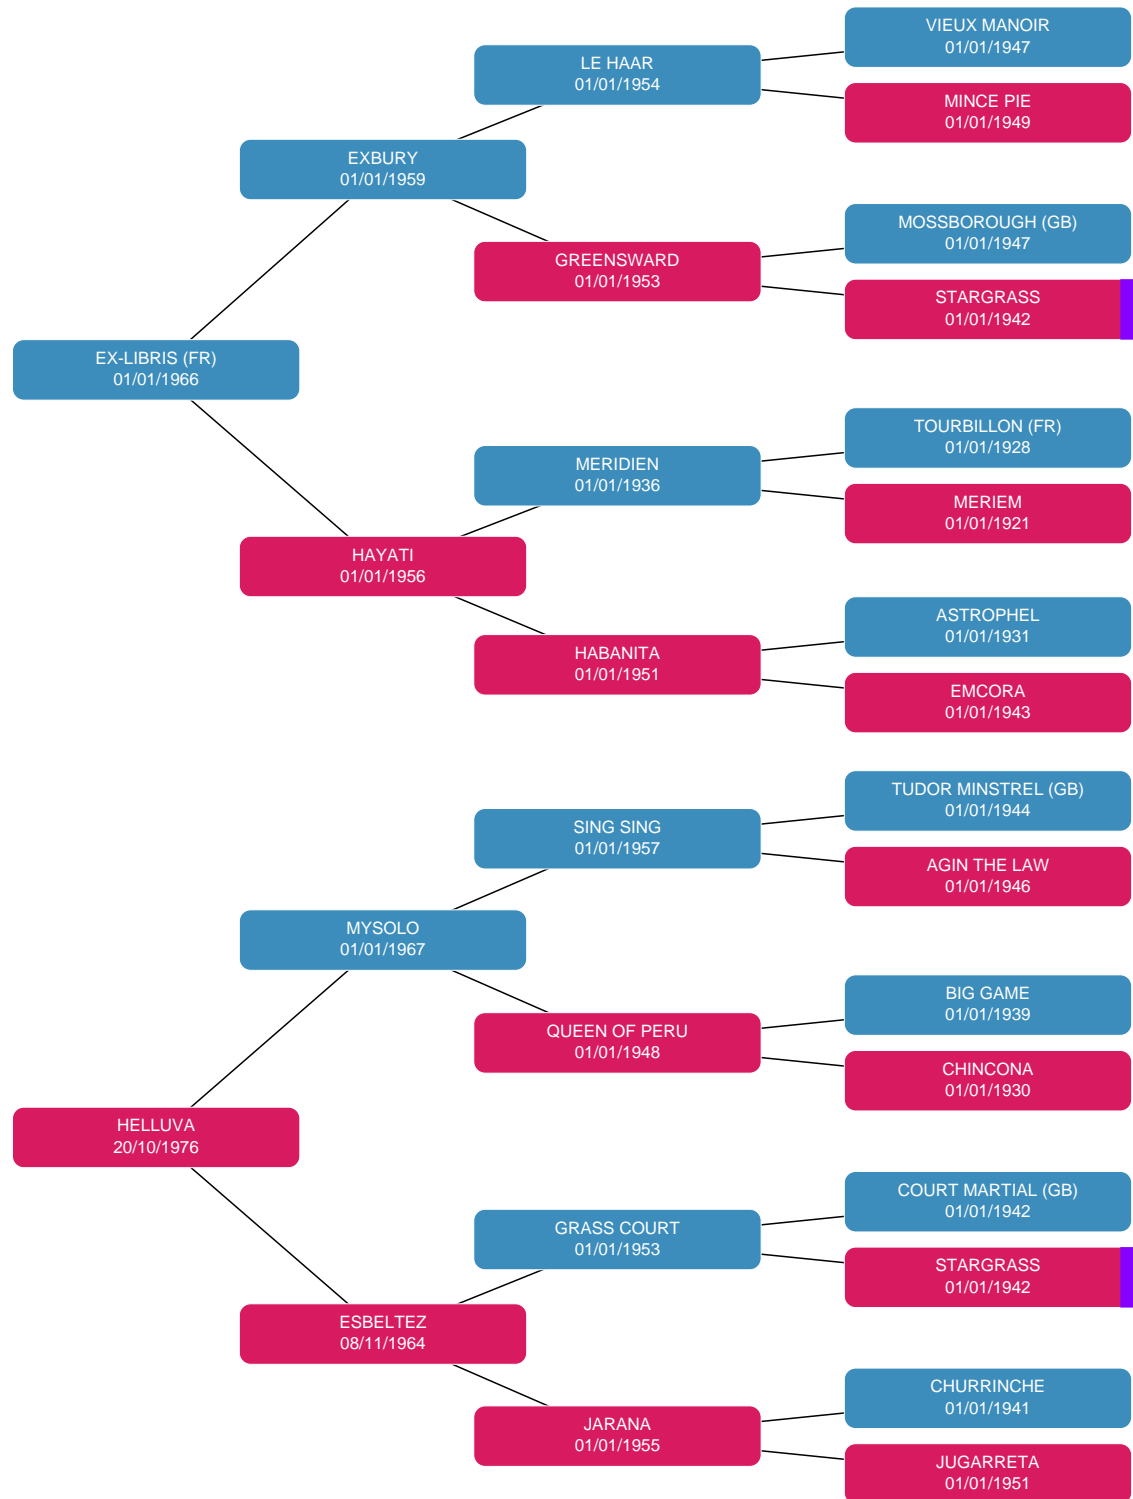 VIEUX MANOIR
01/01/1947
LE HAAR
01/01/1954
MINCE PIE
01/01/1949
EXBURY
01/01/1959
MOSSBOROUGH (GB)
01/01/1947
GREENSWARD
01/01/1953
STARGRASS
01/01/1942
EX-LIBRIS (FR)
01/01/1966
TOURBILLON (FR)
01/01/1928
MERIDIEN
01/01/1936
MERIEM
01/01/1921
HAYATI
01/01/1956
ASTROPHEL
01/01/1931
HABANITA
01/01/1951
EMCORA
01/01/1943
TUDOR MINSTREL (GB)
01/01/1944
SING SING
01/01/1957
AGIN THE LAW
01/01/1946
MYSOLO
01/01/1967
BIG GAME
01/01/1939
QUEEN OF PERU
01/01/1948
CHINCONA
01/01/1930
HELLUVA
20/10/1976
COURT MARTIAL (GB)
01/01/1942
GRASS COURT
01/01/1953
STARGRASS
01/01/1942
ESBELTEZ
08/11/1964
CHURRINCHE
01/01/1941
JARANA
01/01/1955
JUGARRETA
01/01/1951